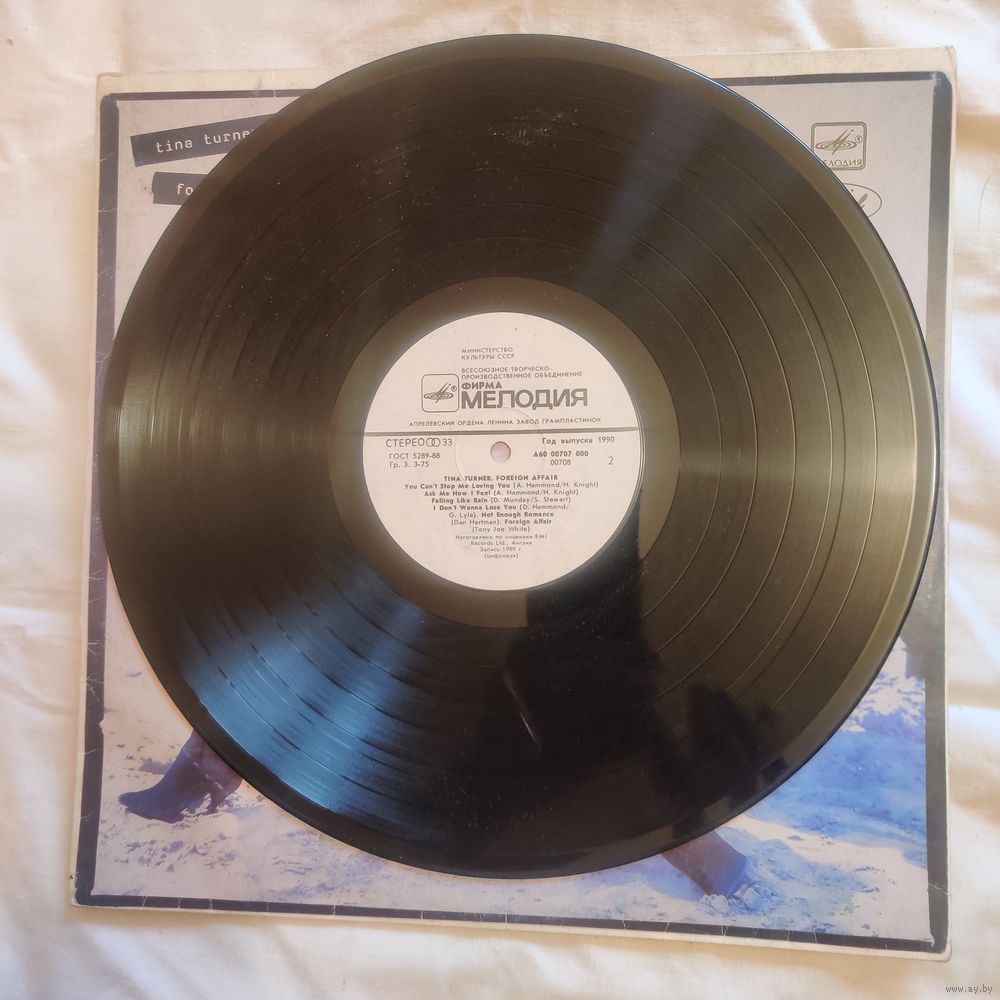 tina turner
fo
МЕЛОДИЯ
МИНИСТЕРСТВО
КУЛЬТУРЫ СССР
ВСЕСОЮЗНОЕ ТВОРЧЕСКО-
ПРОИЗВОДСТВЕННОЕ ОБЪЕДИНЕНИЕ
ФИРМА
МЕЛОДИЯ
АПРЕЛЕВСКИЙ ОРДЕНА ЛЕНИНА ЗАВОД ГРАМПЛАСТИНОК
СТЕРЕО 33 Год выпуска 1990
ГОСТ 5289-88 А60 00707 000
Гр. 3. 3-75 00708 2
TINA TURNER. FOREIGN AFFAIR
You Can't Stop Me Loving You (A. Hammond/H. Knight)
Ask Me How I Feel (A. Hammond/H. Knight)
Falling Like Rain (D. Munday/S. Stewart)
I Don't Wanna Lose You (D. Hammond/
G. Lyle). Not Enough Romance
(Dan Hartman). Foreign Affair
(Tony Joe White)
Изготовлено по лицензии EMI
Records Ltd., Англия
Запись 1989 г.
(цифровая)
www.ay.by